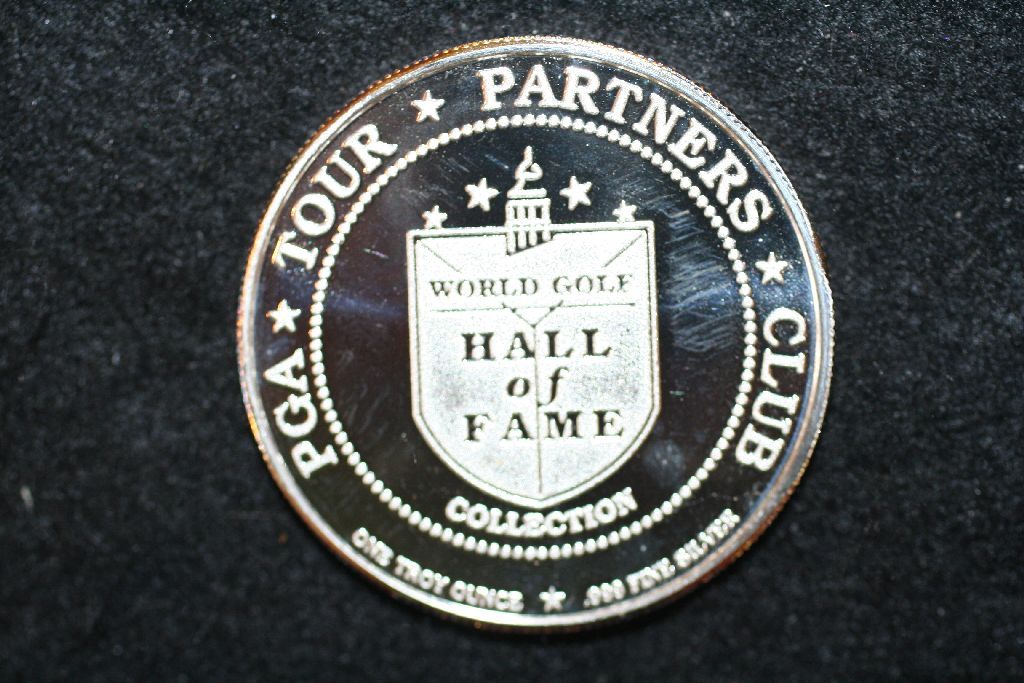 PGA ★ TOUR ★ PARTNERS ★ CLUB
WORLD GOLF
HALL
of
FAME
COLLECTION
ONE TROY OUNCE ★ .999 FINE SILVER